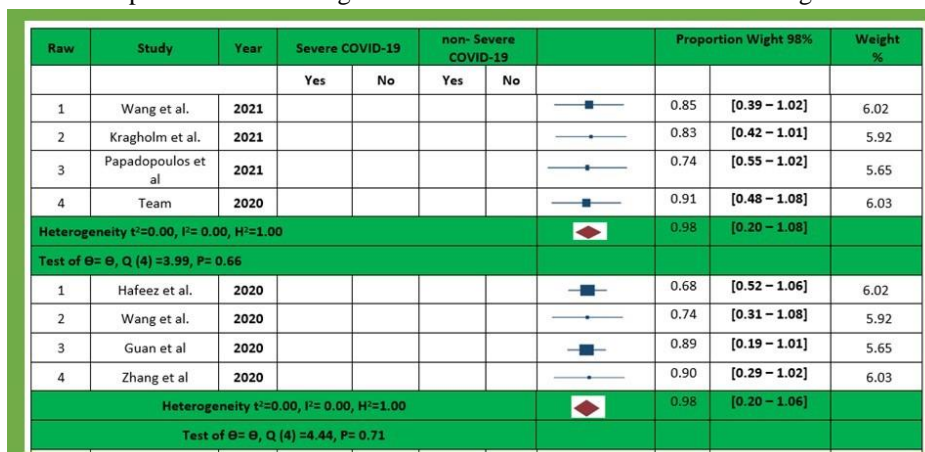 Raw Study Year Severe COVID-19 non- Severe COVID-19 Proportion Wight 98% Weight %
Yes No Yes No
1 Wang et al. 2021 0.85 [0.39 – 1.02] 6.02
2 Kragholm et al. 2021 0.83 [0.42 – 1.01] 5.92
3 Papadopoulos et al 2021 0.74 [0.55 – 1.02] 5.65
4 Team 2020 0.91 [0.48 – 1.08] 6.03
Heterogeneity t²=0.00, I²= 0.00, H²=1.00 0.98 [0.20 – 1.08]
Test of Ɵ= Ɵ, Q (4) =3.99, P= 0.66
1 Hafeez et al. 2020 0.68 [0.52 – 1.06] 6.02
2 Wang et al. 2020 0.74 [0.31 – 1.08] 5.92
3 Guan et al 2020 0.89 [0.19 – 1.01] 5.65
4 Zhang et al 2020 0.90 [0.29 – 1.02] 6.03
Heterogeneity t²=0.00, I²= 0.00, H²=1.00 0.98 [0.20 – 1.06]
Test of Ɵ= Ɵ, Q (4) =4.44, P= 0.71